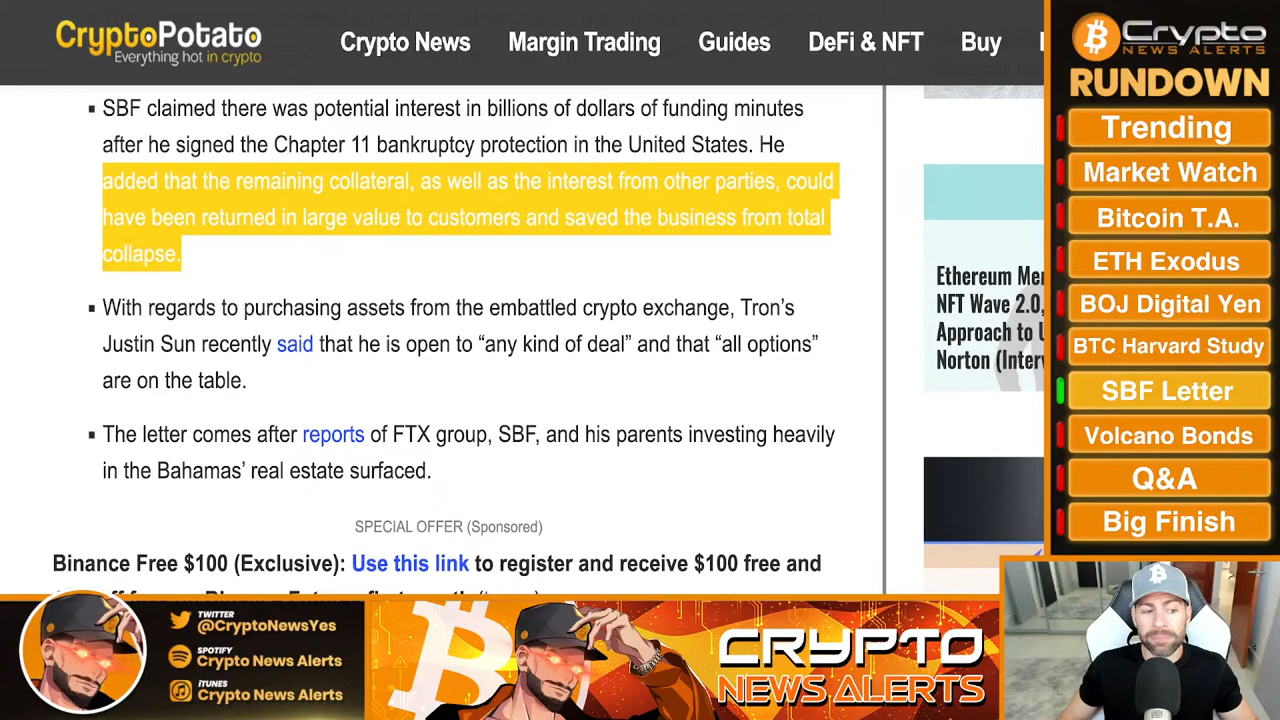 CryptoPotato
Everything hot in crypto
Crypto News
Margin Trading
Guides
DeFi & NFT
Buy
SBF claimed there was potential interest in billions of dollars of funding minutes
after he signed the Chapter 11 bankruptcy protection in the United States. He
added that the remaining collateral, as well as the interest from other parties, could
have been returned in large value to customers and saved the business from total
collapse.
With regards to purchasing assets from the embattled crypto exchange, Tron's
Justin Sun recently said that he is open to “any kind of deal” and that “all options”
are on the table.
The letter comes after reports of FTX group, SBF, and his parents investing heavily
in the Bahamas’ real estate surfaced.
SPECIAL OFFER (Sponsored)
Binance Free $100 (Exclusive): Use this link to register and receive $100 free and
Ethereum
NFT Wave 2.0,
Approach to
Norton
Crypto
NEWS ALERTS
RUNDOWN
Trending
Market Watch
Bitcoin T.A.
ETH Exodus
BOJ Digital Yen
BTC Harvard Study
SBF Letter
Volcano Bonds
Q&A
Big Finish
TWITTER
@CryptoNewsYes
SPOTIFY
Crypto News Alerts
iTUNES
Crypto News Alerts
CRYPTO
NEWS ALERTS